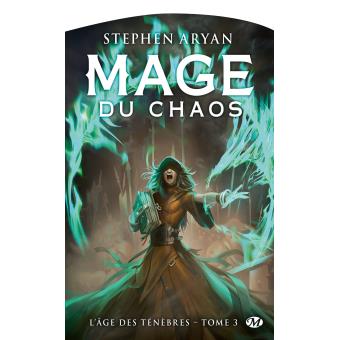 STEPHEN ARYAN
MAGE
DU CHAOS
L'ÂGE DES TÉNÈBRES – TOME 3
M